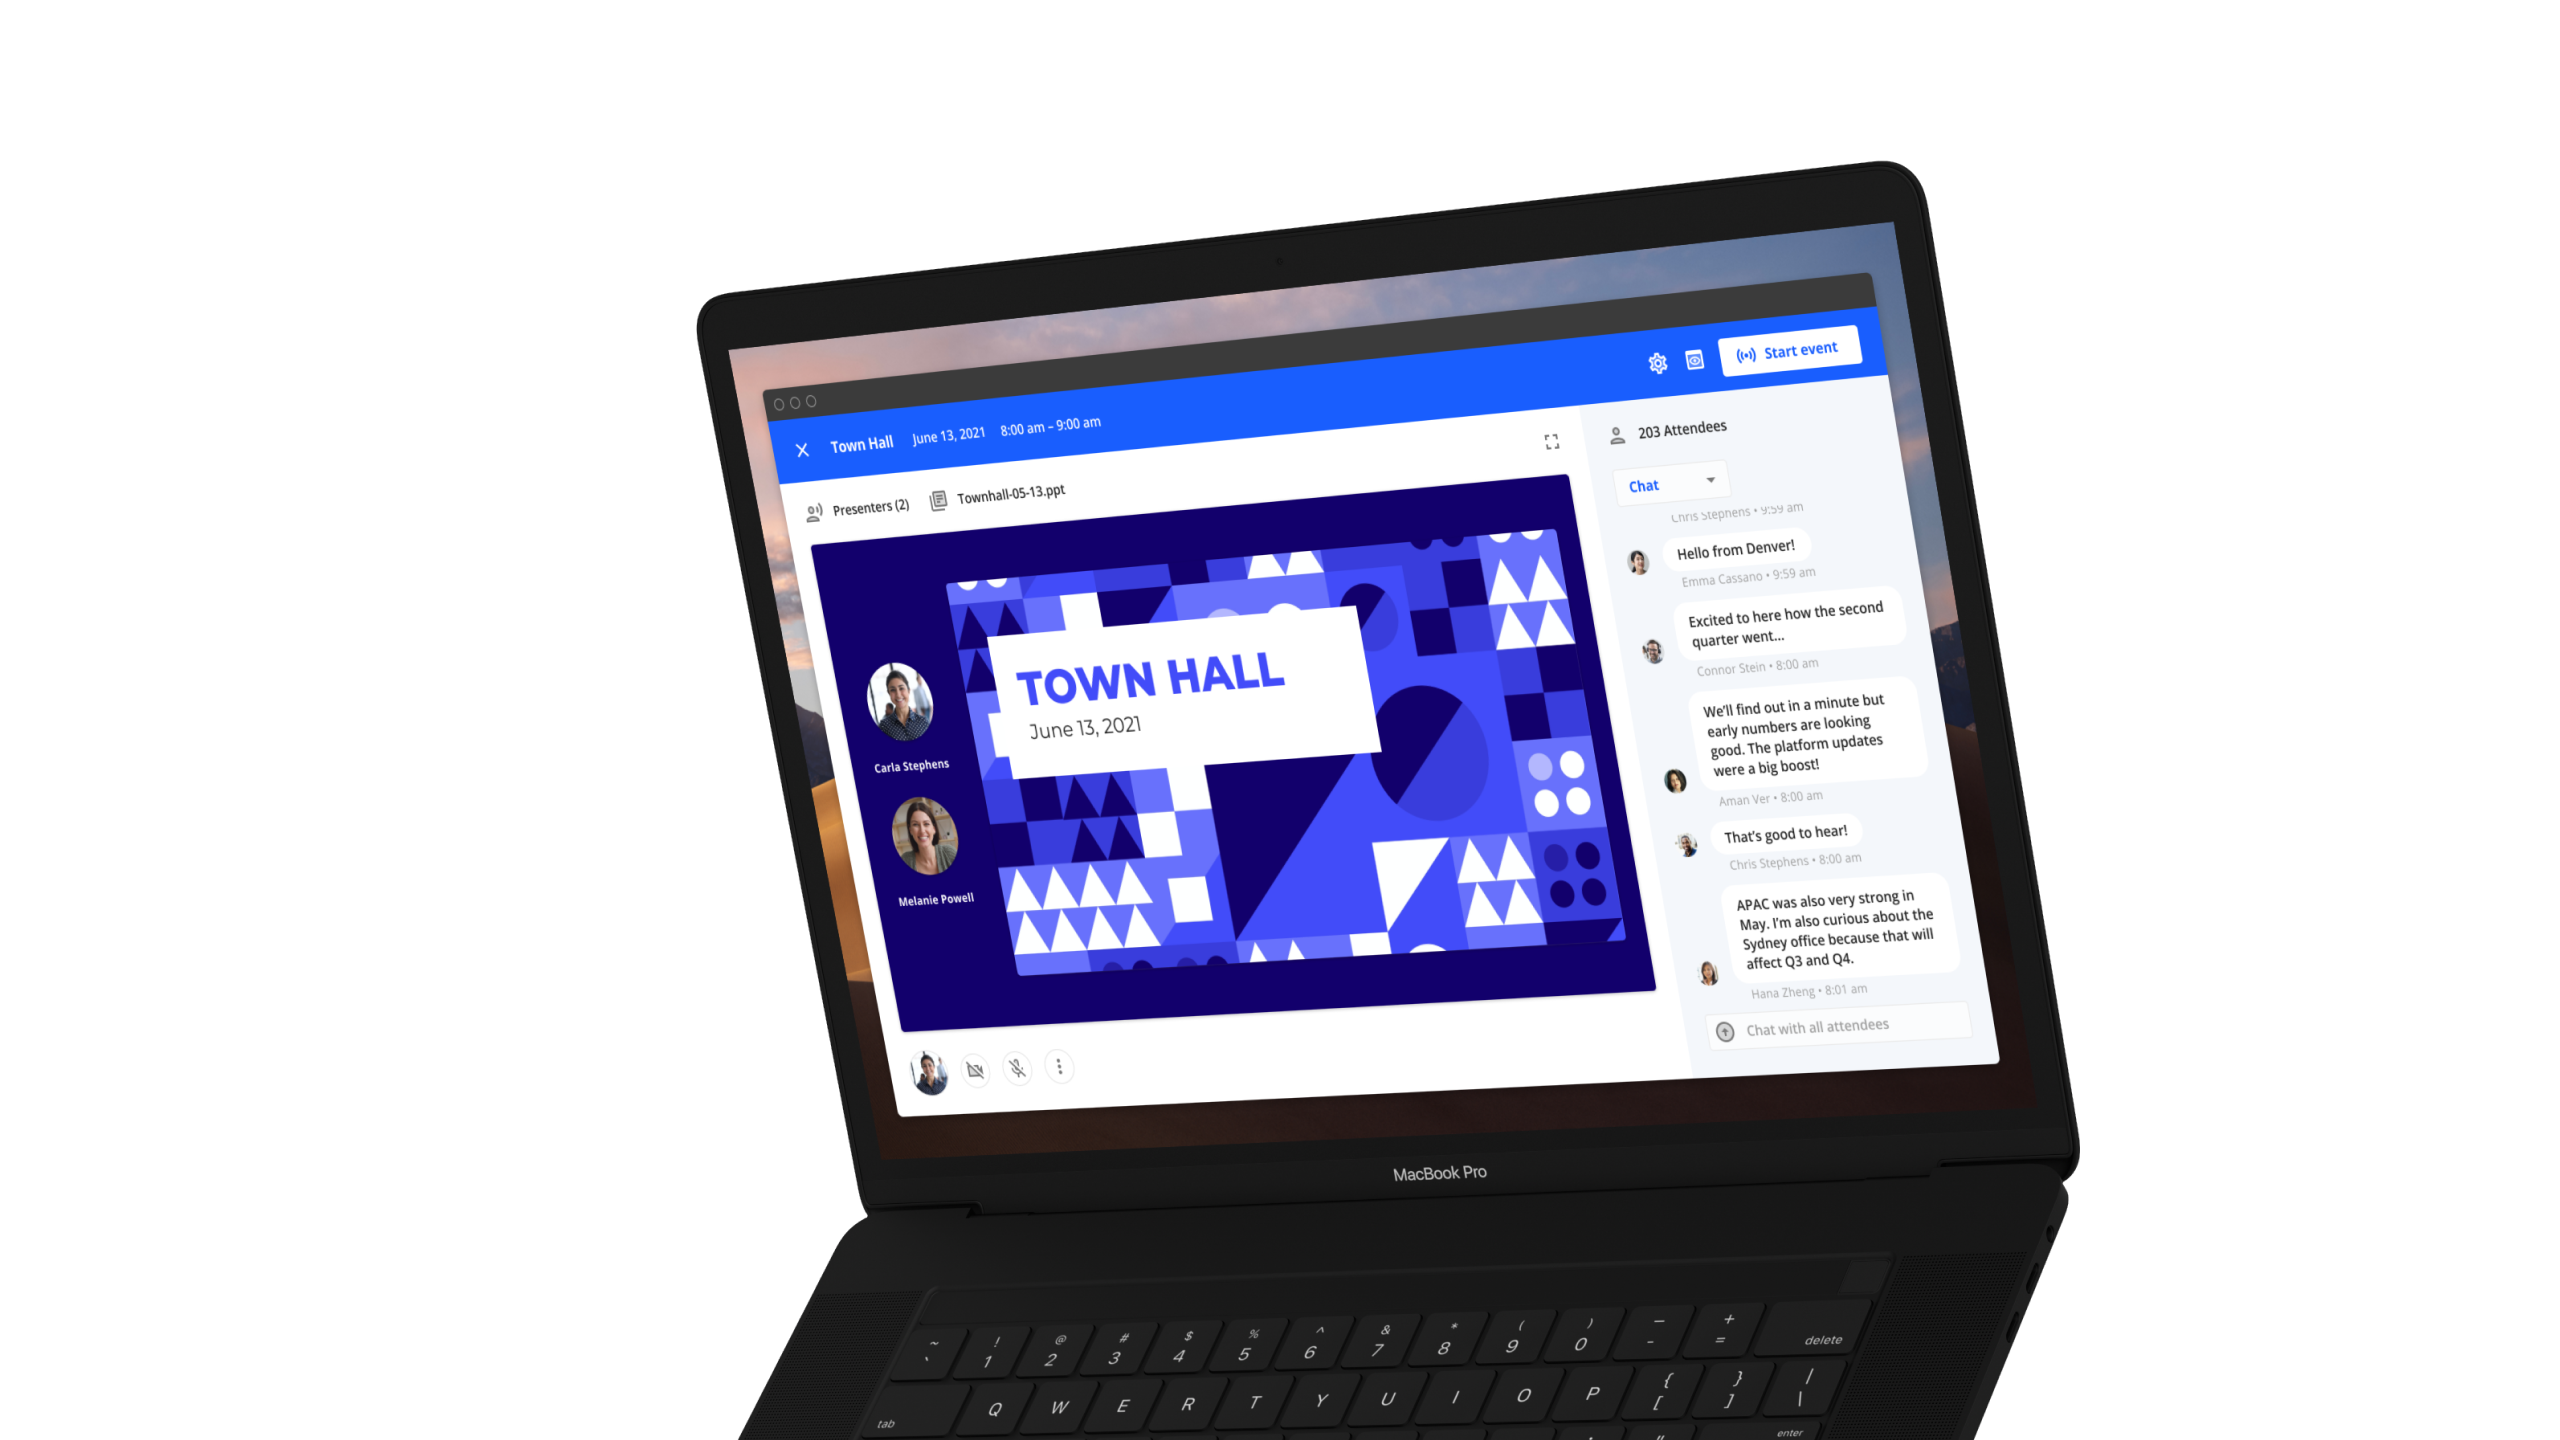 Start event
Town Hall June 13, 2021 8:00 am – 9:00 am
Presenters (2) Townhall-05-13.ppt
TOWN HALL
June 13, 2021
Carla Stephens
Melanie Powell
203 Attendees
Chat
Chris Stephens • 9:59 am
Hello from Denver!
Emma Cassano • 9:59 am
Excited to here how the second
quarter went...
Connor Stein • 8:00 am
We'll find out in a minute but
early numbers are looking
good. The platform updates
were a big boost!
Aman Ver • 8:00 am
That's good to hear!
Chris Stephens • 8:00 am
APAC was also very strong in
May. I'm also curious about the
Sydney office because that will
affect Q3 and Q4.
Hana Zheng • 8:01 am
Chat with all attendees
MacBook Pro
~ ! @ # $ % ^ & * ( ) — +
` 1 2 3 4 5 6 7 8 9 0 - = delete
{ } |
tab Q W E R T Y U I O P [ ] \
enter